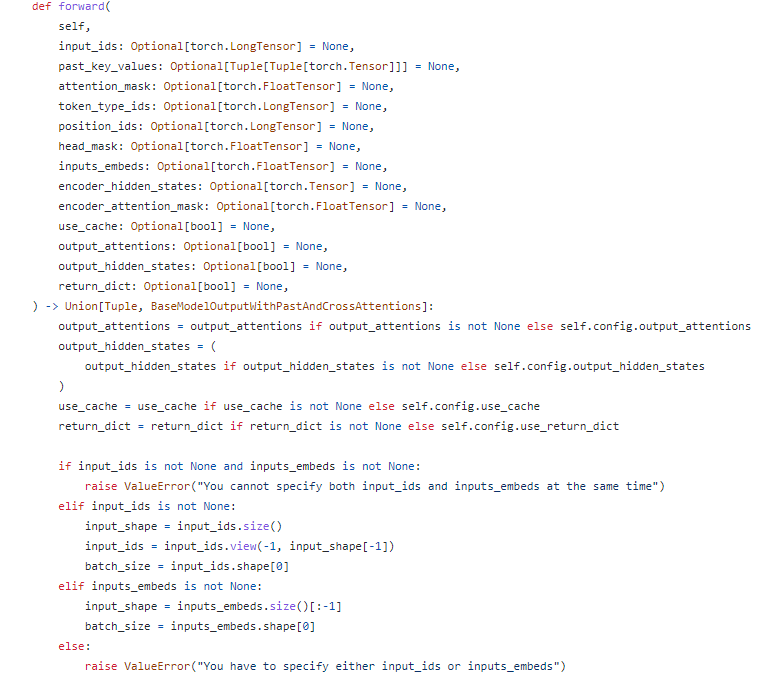 def forward(
    self,
    input_ids: Optional[torch.LongTensor] = None,
    past_key_values: Optional[Tuple[Tuple[torch.Tensor]]] = None,
    attention_mask: Optional[torch.FloatTensor] = None,
    token_type_ids: Optional[torch.LongTensor] = None,
    position_ids: Optional[torch.LongTensor] = None,
    head_mask: Optional[torch.FloatTensor] = None,
    inputs_embeds: Optional[torch.FloatTensor] = None,
    encoder_hidden_states: Optional[torch.Tensor] = None,
    encoder_attention_mask: Optional[torch.FloatTensor] = None,
    use_cache: Optional[bool] = None,
    output_attentions: Optional[bool] = None,
    output_hidden_states: Optional[bool] = None,
    return_dict: Optional[bool] = None,
) -> Union[Tuple, BaseModelOutputWithPastAndCrossAttentions]:
    output_attentions = output_attentions if output_attentions is not None else self.config.output_attentions
    output_hidden_states = (
        output_hidden_states if output_hidden_states is not None else self.config.output_hidden_states
    )
    use_cache = use_cache if use_cache is not None else self.config.use_cache
    return_dict = return_dict if return_dict is not None else self.config.use_return_dict

    if input_ids is not None and inputs_embeds is not None:
        raise ValueError("You cannot specify both input_ids and inputs_embeds at the same time")
    elif input_ids is not None:
        input_shape = input_ids.size()
        input_ids = input_ids.view(-1, input_shape[-1])
        batch_size = input_ids.shape[0]
    elif inputs_embeds is not None:
        input_shape = inputs_embeds.size()[:-1]
        batch_size = inputs_embeds.shape[0]
    else:
        raise ValueError("You have to specify either input_ids or inputs_embeds")